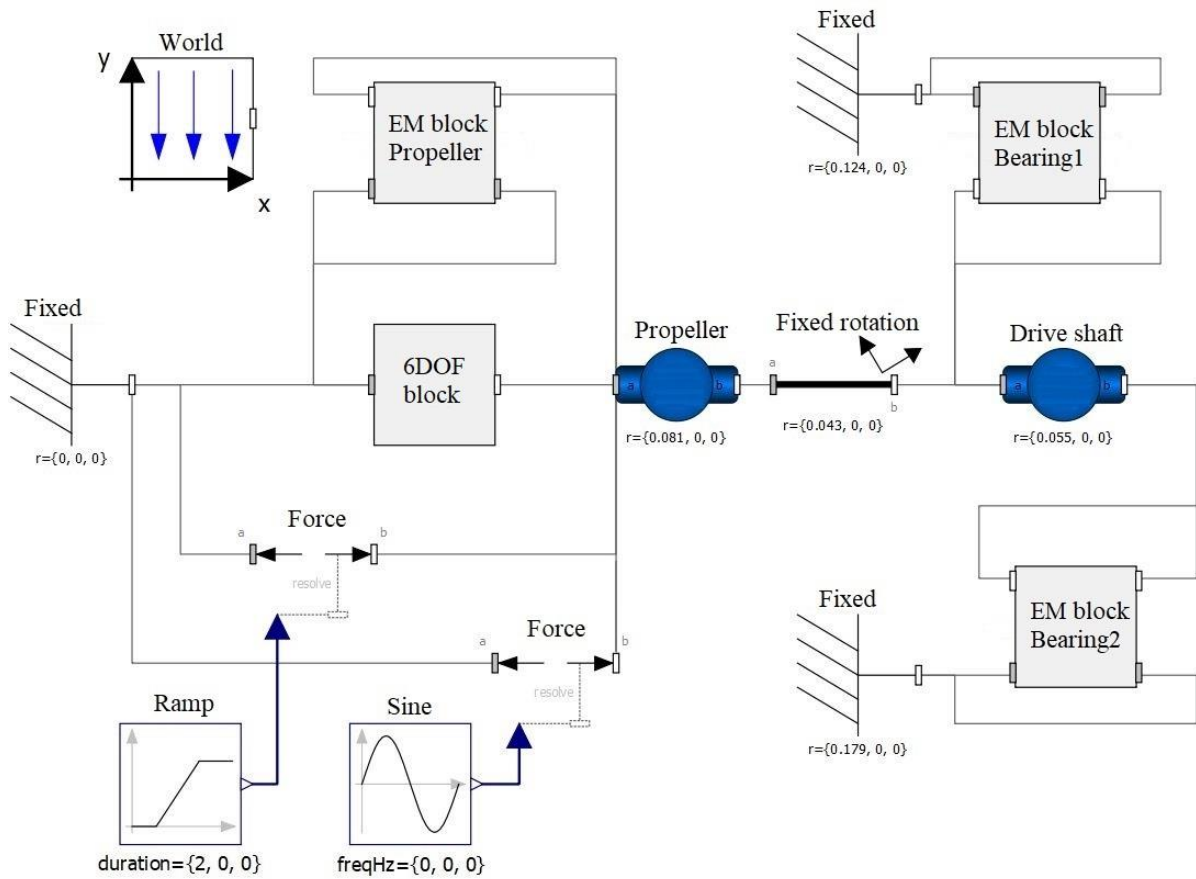 World
y
x
EM block
Propeller
Fixed
r={0.124, 0, 0}
EM block
Bearing1
Fixed
r={0, 0, 0}
6DOF
block
Propeller
a
b
r={0.081, 0, 0}
Fixed rotation
a
b
r={0.043, 0, 0}
Drive shaft
a
b
r={0.055, 0, 0}
a
Force
b
resolve
a
Force
b
resolve
Fixed
r={0.179, 0, 0}
EM block
Bearing2
Ramp
duration={2, 0, 0}
Sine
freqHz={0, 0, 0}